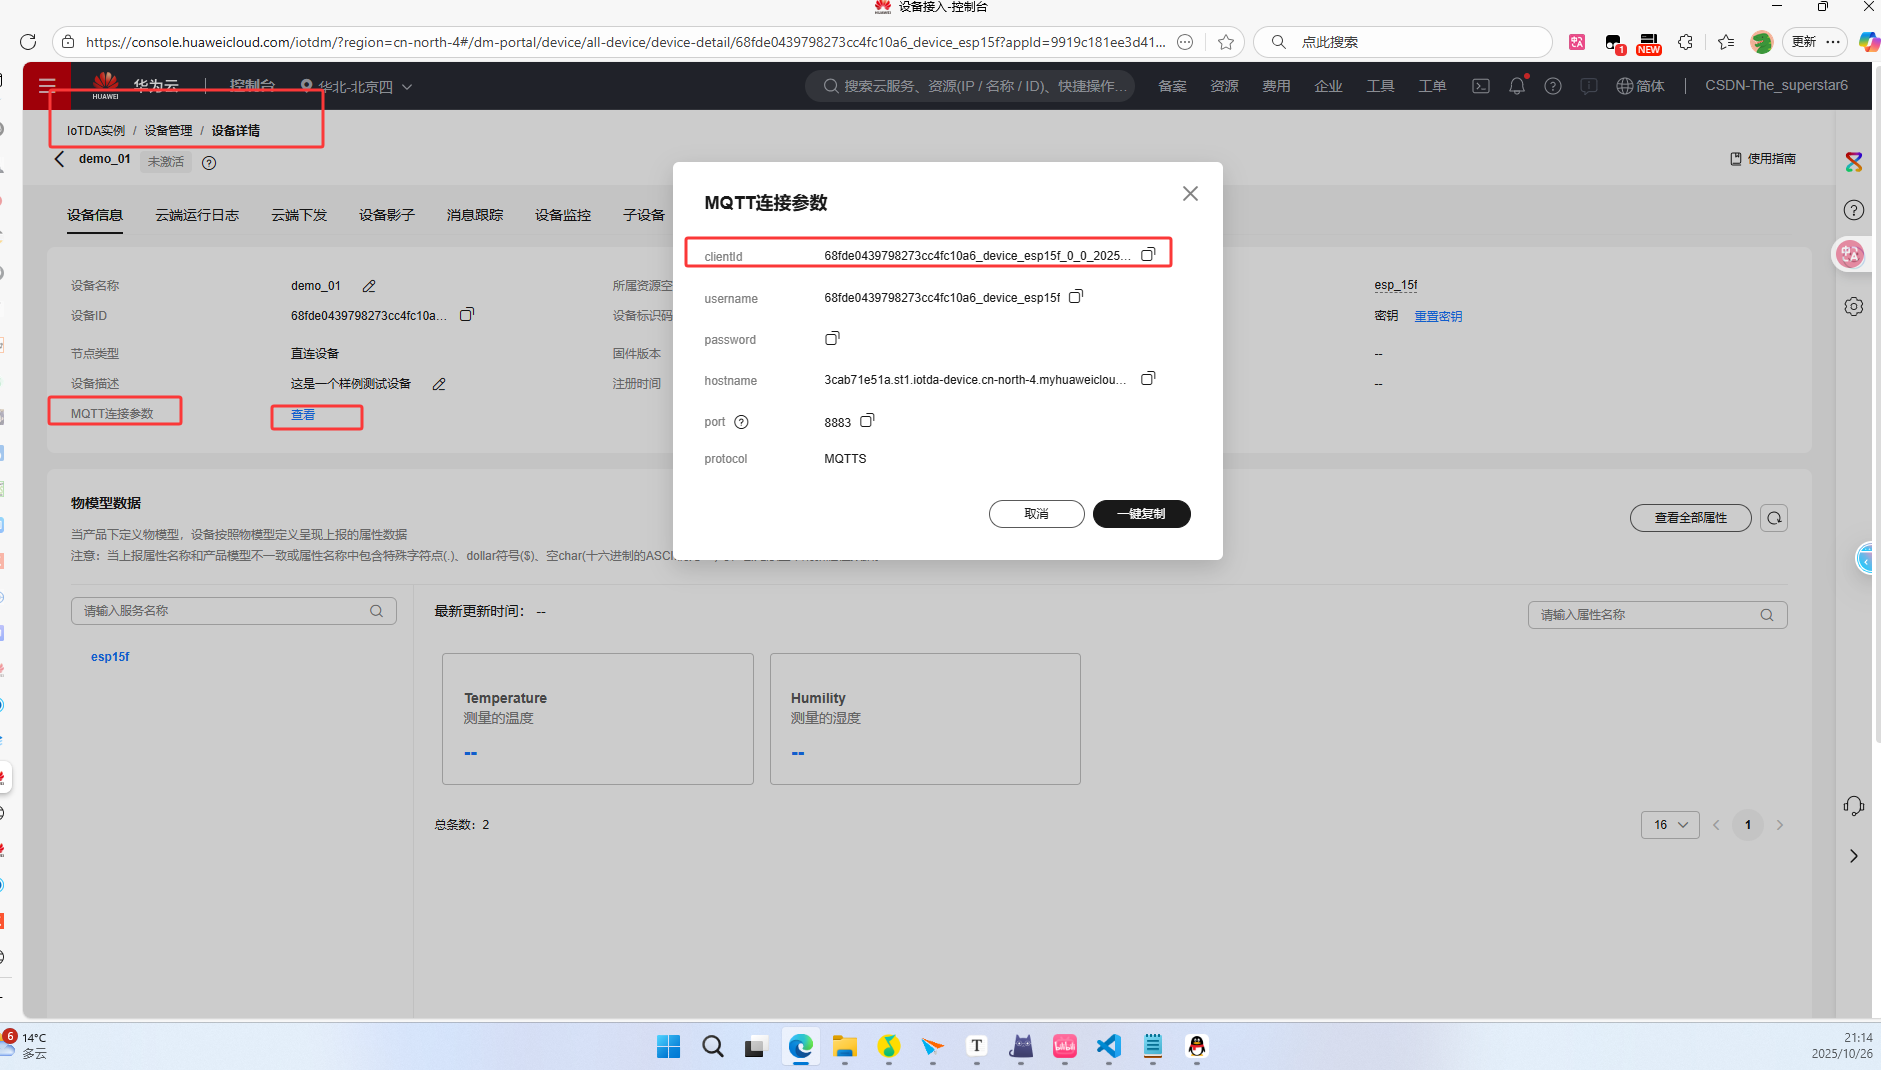 设备接入-控制台
https://console.huaweicloud.com/iotdm/?region=cn-north-4#/dm-portal/device/all-device/device-detail/68fde0439798273cc4fc10a6_device_esp15f?appId=9919c181ee3d41...
点此搜索
1
NEW
更新
HUAWEI
华为云
控制台
华北-北京四
搜索云服务、资源(IP / 名称 / ID)、快捷操作...
备案
资源
费用
企业
工具
工单
简体
CSDN-The_superstar6
IoTDA实例 / 设备管理 / 设备详情
demo_01
未激活
使用指南
设备信息
云端运行日志
云端下发
设备影子
消息跟踪
设备监控
子设备
设备名称
demo_01
设备ID
68fde0439798273cc4fc10a...
节点类型
直连设备
设备描述
这是一个样例测试设备
MQTT连接参数
查看
所属资源空
设备标识码
固件版本
注册时间
esp_15f
密钥
重置密钥
--
--
MQTT连接参数
clientId
68fde0439798273cc4fc10a6_device_esp15f_0_0_2025...
username
68fde0439798273cc4fc10a6_device_esp15f
password
hostname
3cab71e51a.st1.iotda-device.cn-north-4.myhuaweiclou...
port
8883
protocol
MQTTS
取消
一键复制
物模型数据
当产品下定义物模型，设备按照物模型定义呈现上报的属性数据
注意：当上报属性名称和产品模型不一致或属性名称中包含特殊字符点(.)、dollar符号($)、空char(十六进制的ASCI
查看全部属性
请输入服务名称
esp15f
最新更新时间： --
请输入属性名称
Temperature
测量的温度
--
Humility
测量的湿度
--
总条数：2
16
1
6
14°C
多云
T
bilibili
21:14
2025/10/26